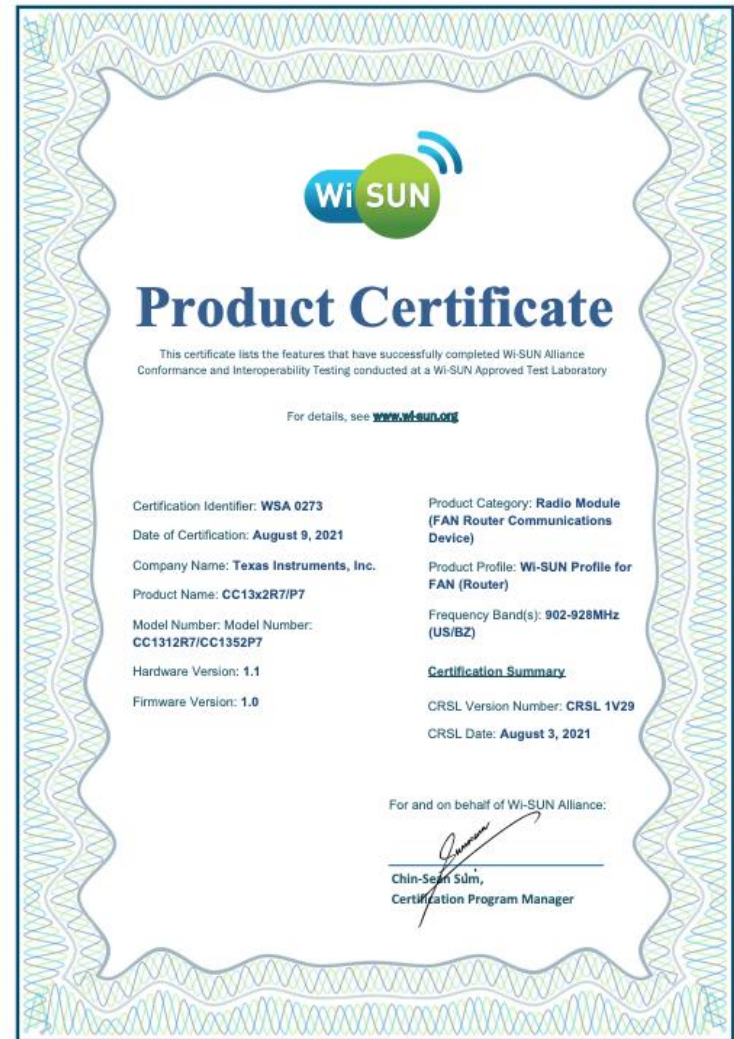 Wi SUN
Product Certificate
This certificate lists the features that have successfully completed Wi-SUN Alliance
Conformance and Interoperability Testing conducted at a Wi-SUN Approved Test Laboratory
For details, see www.wi-sun.org
Certification Identifier: WSA 0273
Date of Certification: August 9, 2021
Company Name: Texas Instruments, Inc.
Product Name: CC13x2R7/P7
Model Number: Model Number:
CC1312R7/CC1352P7
Hardware Version: 1.1
Firmware Version: 1.0
Product Category: Radio Module
(FAN Router Communications
Device)
Product Profile: Wi-SUN Profile for
FAN (Router)
Frequency Band(s): 902-928MHz
(US/BZ)
Certification Summary
CRSL Version Number: CRSL 1V29
CRSL Date: August 3, 2021
For and on behalf of Wi-SUN Alliance:
Chin-Sean Sum,
Certification Program Manager